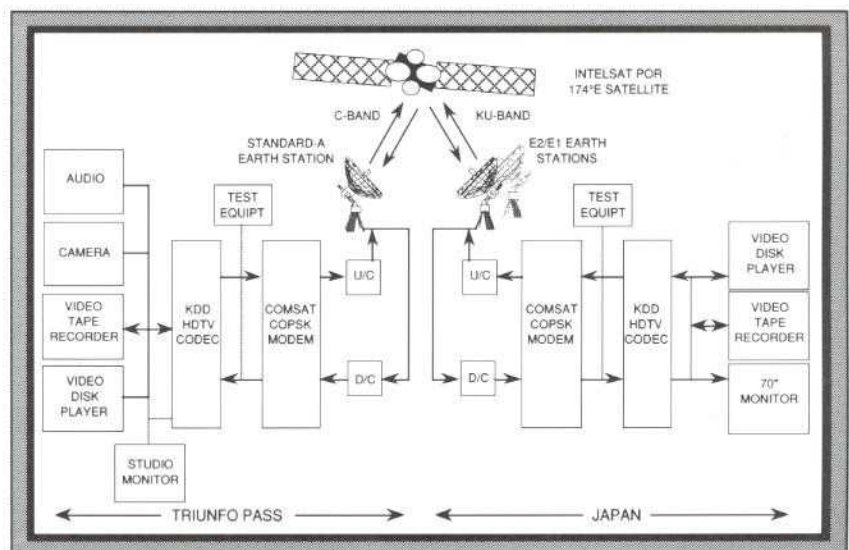 INTELSAT POR
174°E SATELLITE
C-BAND
KU-BAND
STANDARD-A
EARTH STATION
E2/E1 EARTH
STATIONS
AUDIO
CAMERA
VIDEO
TAPE
RECORDER
VIDEO
DISK
PLAYER
STUDIO
MONITOR
TEST
EQUIPT
KDD
HDTV
CODEC
COMSAT
COPSK
MODEM
U/C
D/C
U/C
D/C
COMSAT
COPSK
MODEM
TEST
EQUIPT
KDD
HDTV
CODEC
VIDEO
DISK
PLAYER
VIDEO
TAPE
RECORDER
70"
MONITOR
TRIUNFO PASS
JAPAN